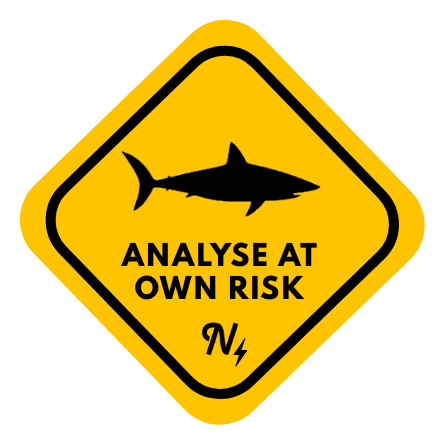 ANALYSE AT
OWN RISK
N